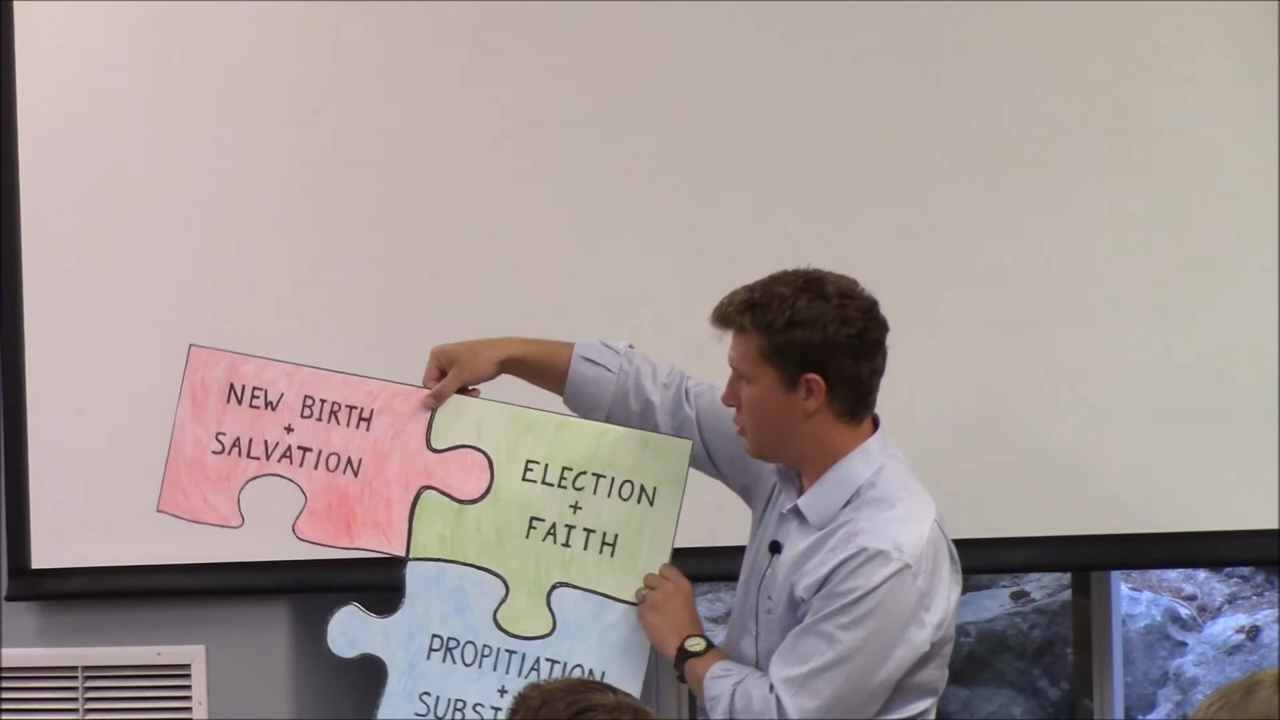 NEW BIRTH
+
SALVATION
ELECTION
+
FAITH
PROPITIATION
+